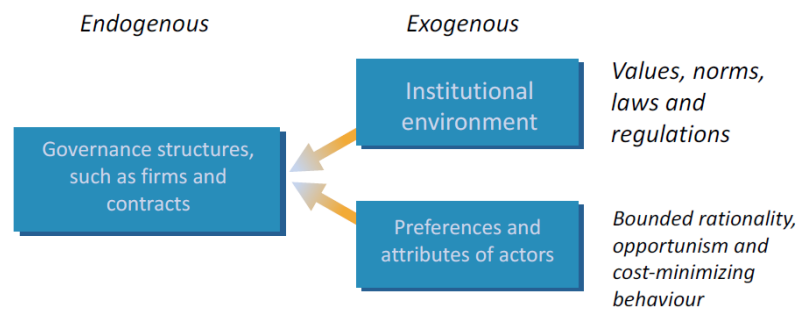 Endogenous
Exogenous
Institutional
environment
Values, norms,
laws and
regulations
Governance structures,
such as firms and
contracts
Preferences and
attributes of actors
Bounded rationality,
opportunism and
cost-minimizing
behaviour